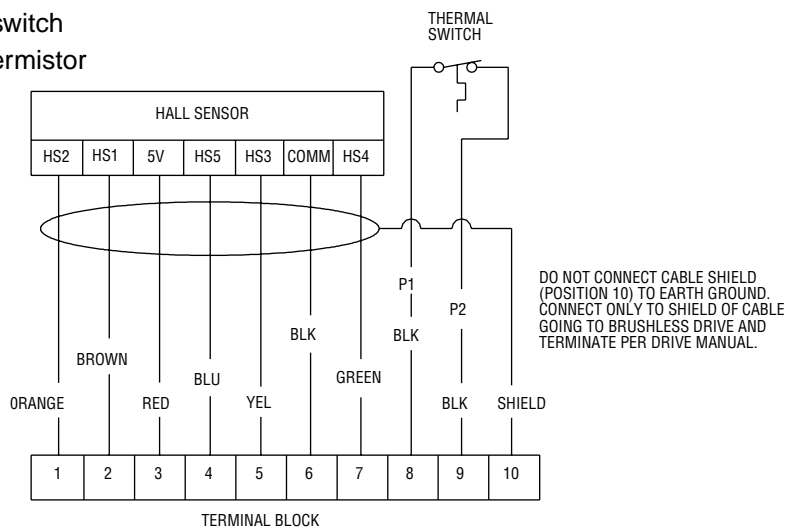 switch
ermistor
THERMAL
SWITCH
HALL SENSOR
HS2 HS1 5V HS5 HS3 COMM HS4
P1
P2
DO NOT CONNECT CABLE SHIELD
(POSITION 10) TO EARTH GROUND.
CONNECT ONLY TO SHIELD OF CABLE
GOING TO BRUSHLESS DRIVE AND
TERMINATE PER DRIVE MANUAL.
BLK BLK
BROWN
BLU GREEN
0RANGE RED YEL BLK SHIELD
1 2 3 4 5 6 7 8 9 10
TERMINAL BLOCK